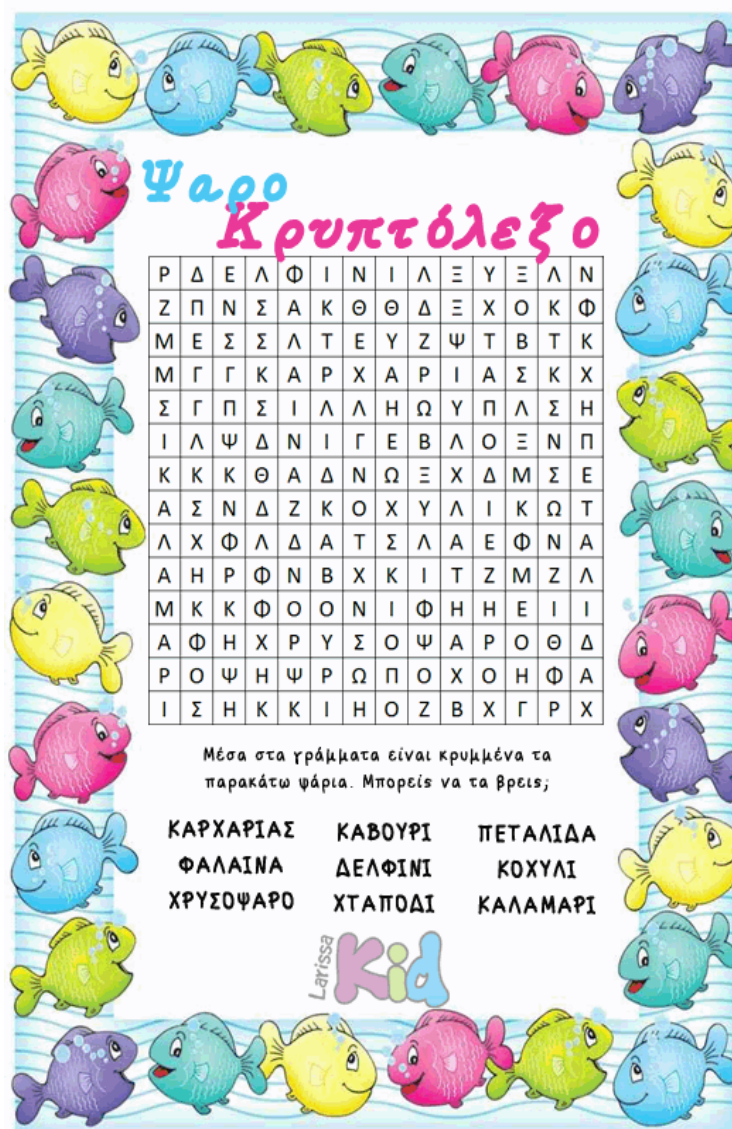 Ψαρο
Κρυπτόλεξο
Ρ Δ Ε Λ Φ Ι Ν Ι Λ Ξ Υ Ξ Λ Ν
Ζ Π Ν Σ Α Κ Θ Θ Δ Ξ Χ Ο Κ Φ
Μ Ε Σ Σ Λ Τ Ε Υ Ζ Ψ Τ Β Τ Κ
Μ Γ Γ Κ Α Ρ Χ Α Ρ Ι Α Σ Κ Χ
Σ Γ Π Σ Ι Λ Λ Η Ω Υ Π Λ Σ Η
Ι Λ Ψ Δ Ν Ι Γ Ε Β Λ Ο Ξ Ν Π
Κ Κ Κ Θ Α Δ Ν Ω Ξ Χ Δ Μ Σ Ε
Α Σ Ν Δ Ζ Κ Ο Χ Υ Λ Ι Κ Ω Τ
Λ Χ Φ Λ Δ Α Τ Σ Λ Α Ε Φ Ν Α
Α Η Ρ Φ Ν Β Χ Κ Ι Τ Ζ Μ Ζ Λ
Μ Κ Κ Φ Ο Ο Ν Ι Φ Η Η Ε Ι Ι
Α Φ Η Χ Ρ Υ Σ Ο Ψ Α Ρ Ο Θ Δ
Ρ Ο Ψ Η Ψ Ρ Ω Π Ο Χ Ο Η Φ Α
Ι Σ Η Κ Κ Ι Η Ο Ζ Β Χ Γ Ρ Χ
Μέσα στα γράμματα είναι κρυμμένα τα
παρακάτω ψάρια. Μπορείς να τα βρεις;
ΚΑΡΧΑΡΙΑΣ ΚΑΒΟΥΡΙ ΠΕΤΑΛΙΔΑ
ΦΑΛΑΙΝΑ ΔΕΛΦΙΝΙ ΚΟΧΥΛΙ
ΧΡΥΣΟΨΑΡΟ ΧΤΑΠΟΔΙ ΚΑΛΑΜΑΡΙ
Larissa Kid